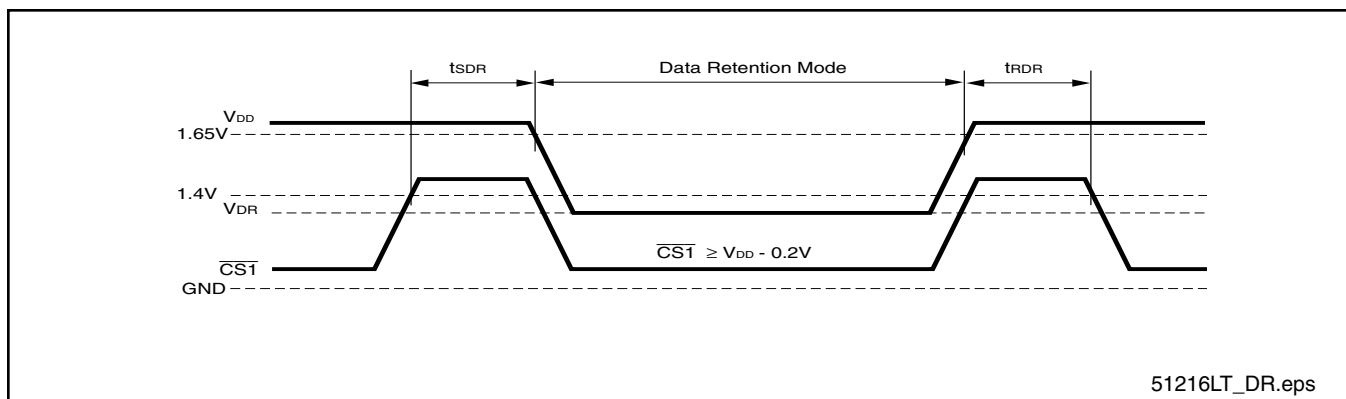 tSDR Data Retention Mode tRDR
VDD
1.65V
1.4V
VDR
CS1 ≥ VDD - 0.2V
CS1
GND
51216LT_DR.eps